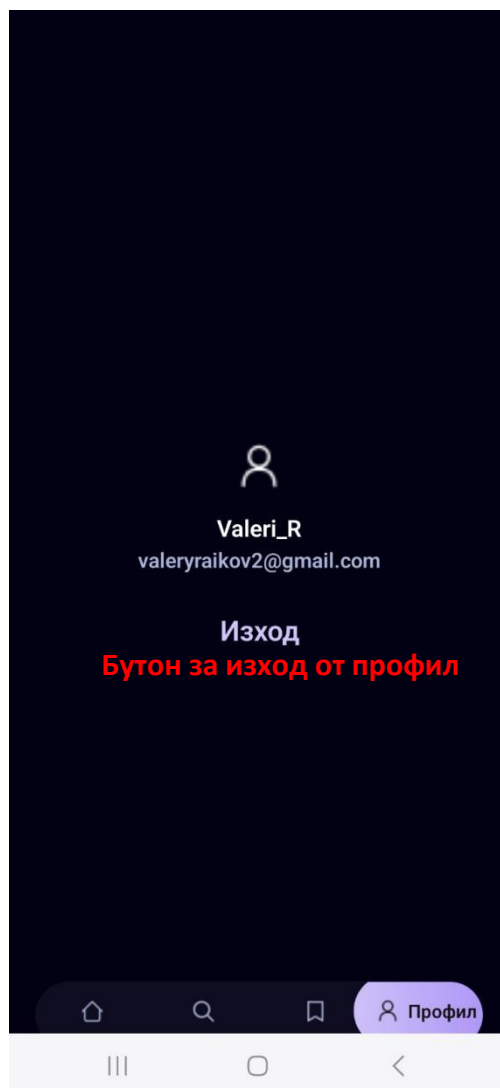 Valeri_R
valeryraikov2@gmail.com
Изход
Бутон за изход от профил
Профил